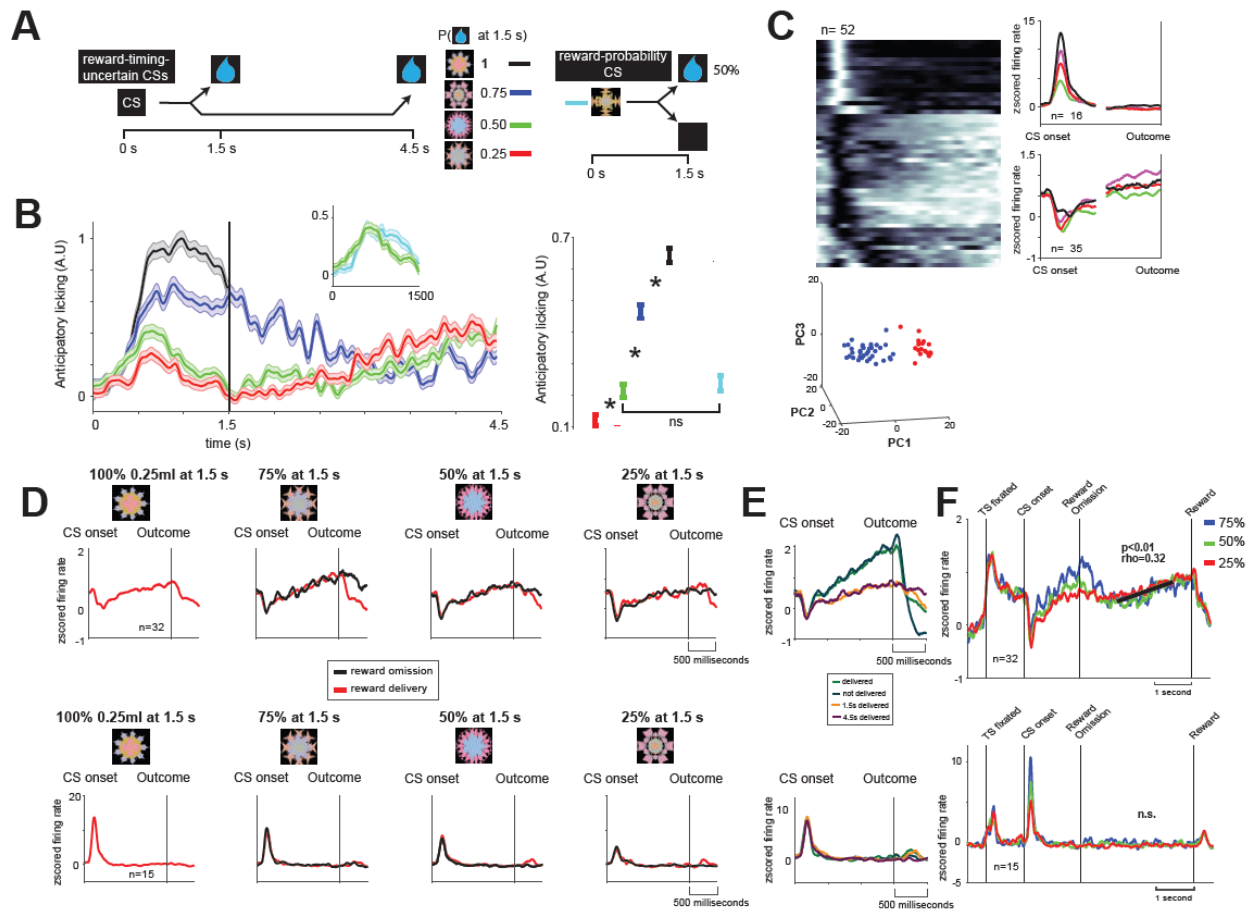 A
reward-timing-
uncertain CSs
CS
0 s
1.5 s
4.5 s
P( at 1.5 s)
1
0.75
0.50
0.25
reward-probability
CS
50%
0 s
1.5 s
B
Anticipatory licking (A.U)
1
0
0
1.5
4.5
time (s)
0.5
0
0
1500
Anticipatory licking (A.U)
0.7
0.1
*
*
*
ns
C
n= 52
zscored firing rate
15
0
n= 16
CS onset
Outcome
zscored firing rate
1.5
0
-1
n= 35
CS onset
Outcome
PC3
20
0
20
PC2
20
0
-20
-20
0
20
PC1
D
100% 0.25ml at 1.5 s
75% at 1.5 s
50% at 1.5 s
25% at 1.5 s
CS onset
Outcome
CS onset
Outcome
CS onset
Outcome
CS onset
Outcome
zscored firing rate
2
0
-1
n=32
500 milliseconds
reward omission
reward delivery
100% 0.25ml at 1.5 s
75% at 1.5 s
50% at 1.5 s
25% at 1.5 s
CS onset
Outcome
CS onset
Outcome
CS onset
Outcome
CS onset
Outcome
zscored firing rate
20
0
n=15
500 milliseconds
E
CS onset
Outcome
zscored firing rate
2
0
-1
500 milliseconds
delivered
not delivered
1.5s delivered
4.5s delivered
CS onset
Outcome
zscored firing rate
10
0
500 milliseconds
F
TS fixated
CS onset
Reward
Omission
Reward
75%
50%
25%
zscored firing rate
2
0
-1
p<0.01
rho=0.32
n=32
1 second
TS fixated
CS onset
Reward
Omission
Reward
zscored firing rate
10
0
-5
n.s.
n=15
1 second